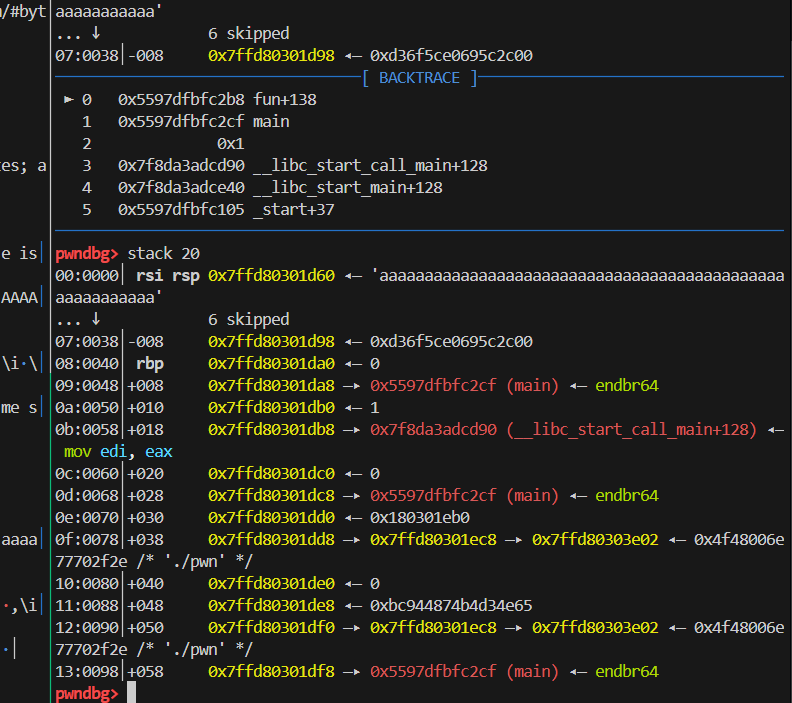 n/#byt aaaaaaaaaaa'
... ↓ 6 skipped
07:0038│-008 0x7ffd80301d98 ◂— 0xd36f5ce0695c2c00
[ BACKTRACE ]
► 0 0x5597dfbfc2b8 fun+138
1 0x5597dfbfc2cf main
2 0x1
es; a 3 0x7f8da3adcd90 __libc_start_call_main+128
4 0x7f8da3adce40 __libc_start_main+128
5 0x5597dfbfc105 _start+37
e is pwndbg> stack 20
00:0000│ rsi rsp 0x7ffd80301d60 ◂— 'aaaaaaaaaaaaaaaaaaaaaaaaaaaaaaaaaaaaaaaaaaaaa
AAAA aaaaaaaaaaa'
... ↓ 6 skipped
07:0038│-008 0x7ffd80301d98 ◂— 0xd36f5ce0695c2c00
\i·\ 08:0040│ rbp 0x7ffd80301da0 ◂— 0
09:0048│+008 0x7ffd80301da8 —▸ 0x5597dfbfc2cf (main) ◂— endbr64
me s 0a:0050│+010 0x7ffd80301db0 ◂— 1
0b:0058│+018 0x7ffd80301db8 —▸ 0x7f8da3adcd90 (__libc_start_call_main+128) ◂—
mov edi, eax
0c:0060│+020 0x7ffd80301dc0 ◂— 0
0d:0068│+028 0x7ffd80301dc8 —▸ 0x5597dfbfc2cf (main) ◂— endbr64
0e:0070│+030 0x7ffd80301dd0 ◂— 0x180301eb0
aaaa 0f:0078│+038 0x7ffd80301dd8 —▸ 0x7ffd80301ec8 —▸ 0x7ffd80303e02 ◂— 0x4f48006e
77702f2e /* './pwn' */
10:0080│+040 0x7ffd80301de0 ◂— 0
·,\i 11:0088│+048 0x7ffd80301de8 ◂— 0xbc944874b4d34e65
12:0090│+050 0x7ffd80301df0 —▸ 0x7ffd80301ec8 —▸ 0x7ffd80303e02 ◂— 0x4f48006e
·| 77702f2e /* './pwn' */
13:0098│+058 0x7ffd80301df8 —▸ 0x5597dfbfc2cf (main) ◂— endbr64
pwndbg>